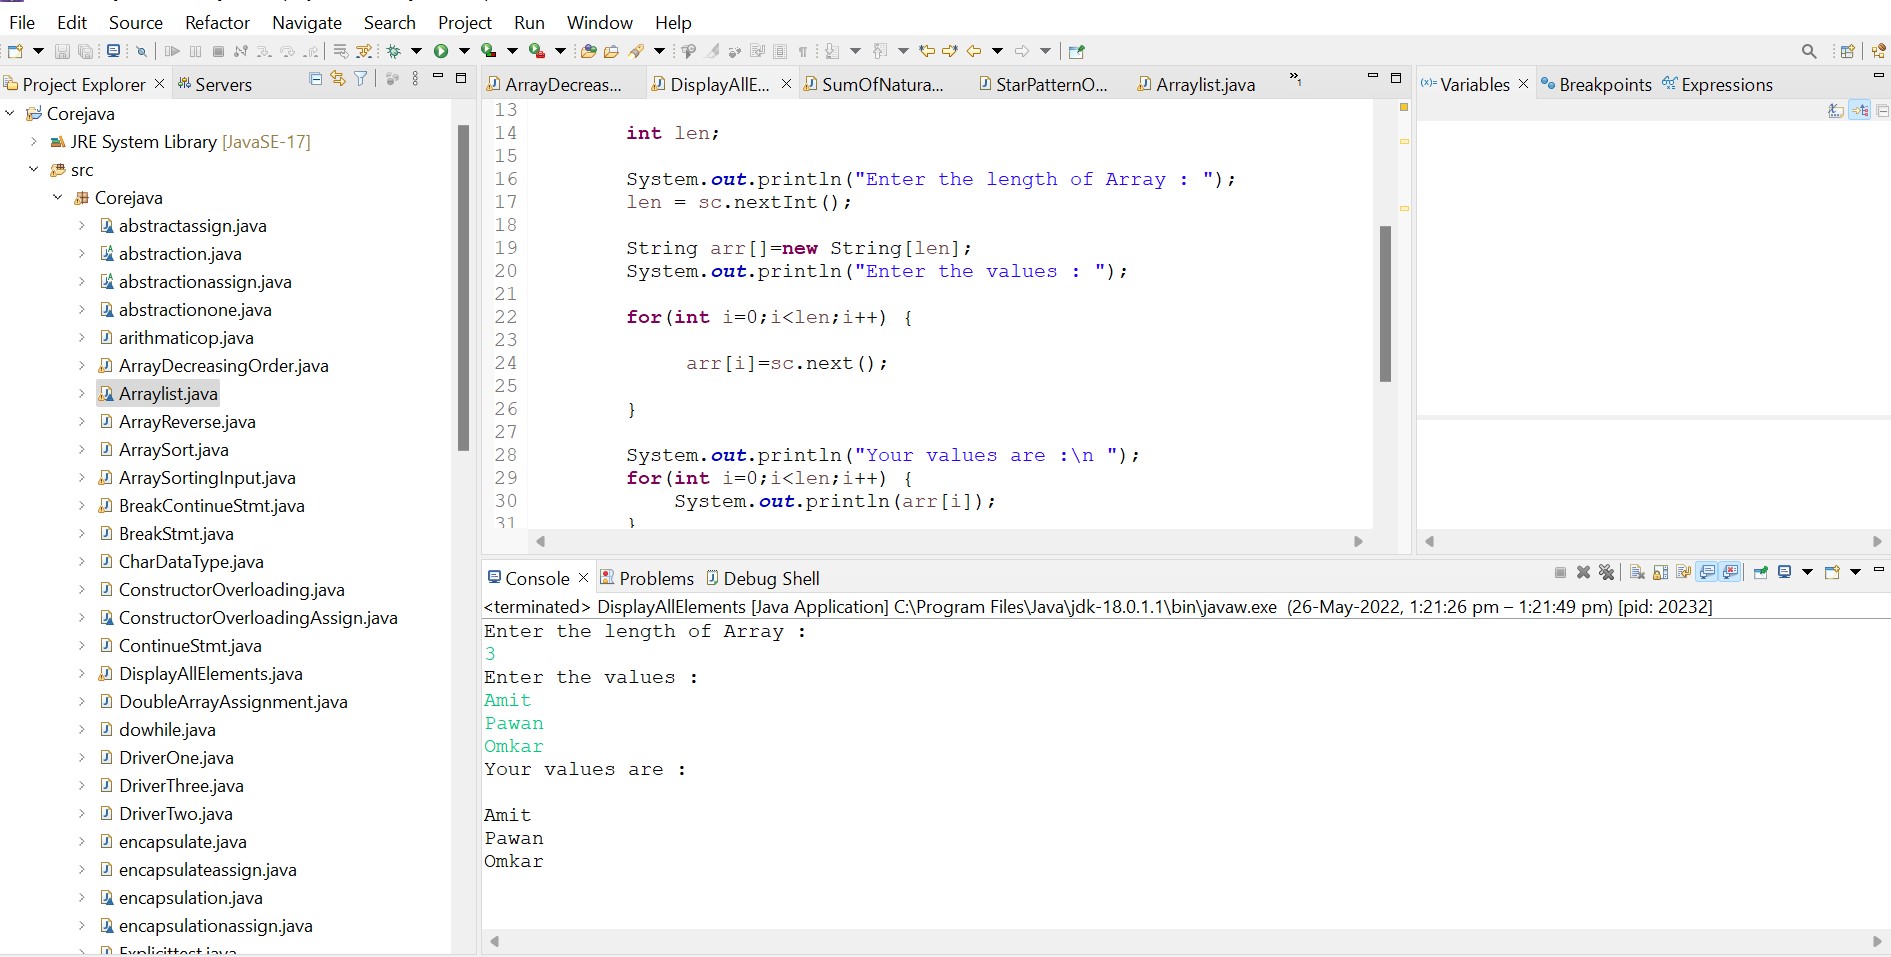 File Edit Source Refactor Navigate Search Project Run Window Help
Project Explorer Servers
Corejava
JRE System Library [JavaSE-17]
src
Corejava
abstractassign.java
abstraction.java
abstractionassign.java
abstractionone.java
arithmaticop.java
ArrayDecreasingOrder.java
Arraylist.java
ArrayReverse.java
ArraySort.java
ArraySortingInput.java
BreakContinueStmt.java
BreakStmt.java
CharDataType.java
ConstructorOverloading.java
ConstructorOverloadingAssign.java
ContinueStmt.java
DisplayAllElements.java
DoubleArrayAssignment.java
dowhile.java
DriverOne.java
DriverThree.java
DriverTwo.java
encapsulate.java
encapsulateassign.java
encapsulation.java
encapsulationassign.java
Explicittest.java
ArrayDecreas... DisplayAllE... SumOfNatura... StarPatternO... Arraylist.java »1
13
14 int len;
15
16 System.out.println("Enter the length of Array : ");
17 len = sc.nextInt();
18
19 String arr[]=new String[len];
20 System.out.println("Enter the values : ");
21
22 for(int i=0;i<len;i++) {
23
24 arr[i]=sc.next();
25
26 }
27
28 System.out.println("Your values are :\n ");
29 for(int i=0;i<len;i++) {
30 System.out.println(arr[i]);
31 }
(x)= Variables Breakpoints Expressions
Console Problems Debug Shell
<terminated> DisplayAllElements [Java Application] C:\Program Files\Java\jdk-18.0.1.1\bin\javaw.exe (26-May-2022, 1:21:26 pm – 1:21:49 pm) [pid: 20232]
Enter the length of Array :
3
Enter the values :
Amit
Pawan
Omkar
Your values are :
Amit
Pawan
Omkar